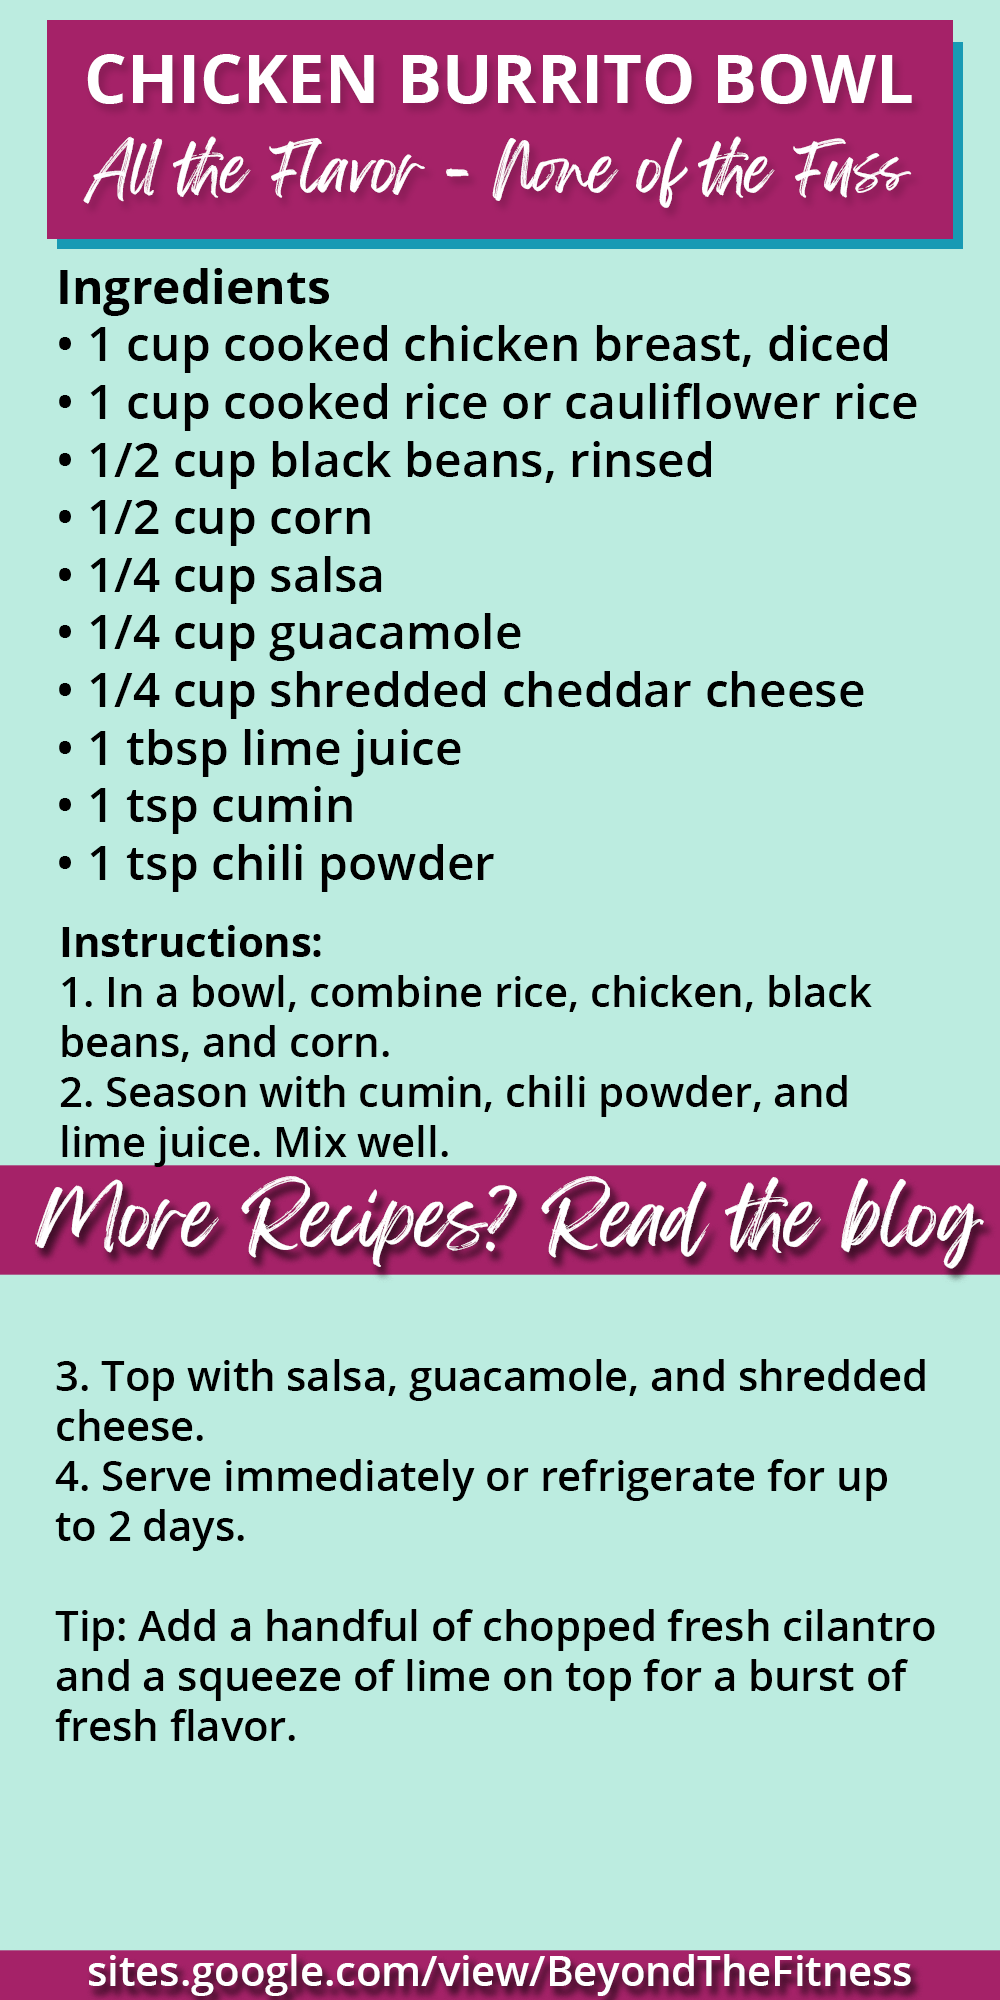 CHICKEN BURRITO BOWL
All the Flavor - None of the Fuss
Ingredients
• 1 cup cooked chicken breast, diced
• 1 cup cooked rice or cauliflower rice
• 1/2 cup black beans, rinsed
• 1/2 cup corn
• 1/4 cup salsa
• 1/4 cup guacamole
• 1/4 cup shredded cheddar cheese
• 1 tbsp lime juice
• 1 tsp cumin
• 1 tsp chili powder
Instructions:
1. In a bowl, combine rice, chicken, black
beans, and corn.
2. Season with cumin, chili powder, and
lime juice. Mix well.
More Recipes? Read the blog
3. Top with salsa, guacamole, and shredded
cheese.
4. Serve immediately or refrigerate for up
to 2 days.
Tip: Add a handful of chopped fresh cilantro
and a squeeze of lime on top for a burst of
fresh flavor.
sites.google.com/view/BeyondTheFitness